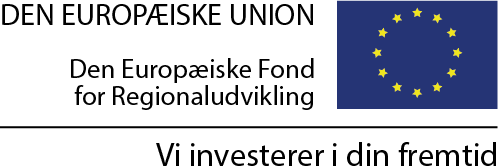 DEN EUROPÆISKE UNION
Den Europæiske Fond
for Regionaludvikling
Vi investerer i din fremtid